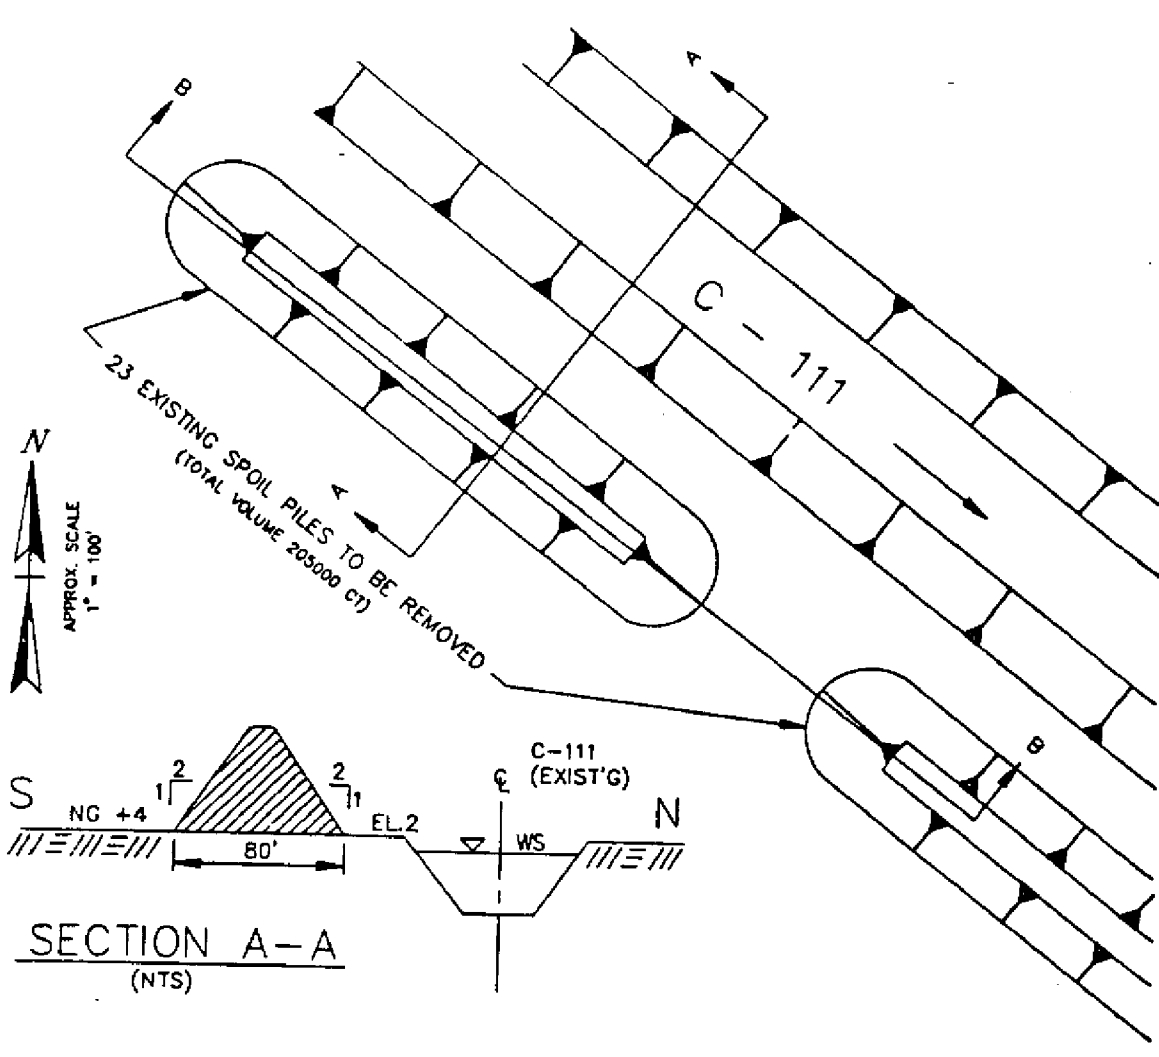 B
A
C - 111
23 EXISTING SPOIL PILES TO BE REMOVED
(TOTAL VOLUME 205000 CY)
A
N
APPROX. SCALE
1" = 100'
B
C-111
(EXIST'G)
℄
S
2
1
2
1
N
NG +4
EL.2
WS
80'
SECTION A-A
(NTS)